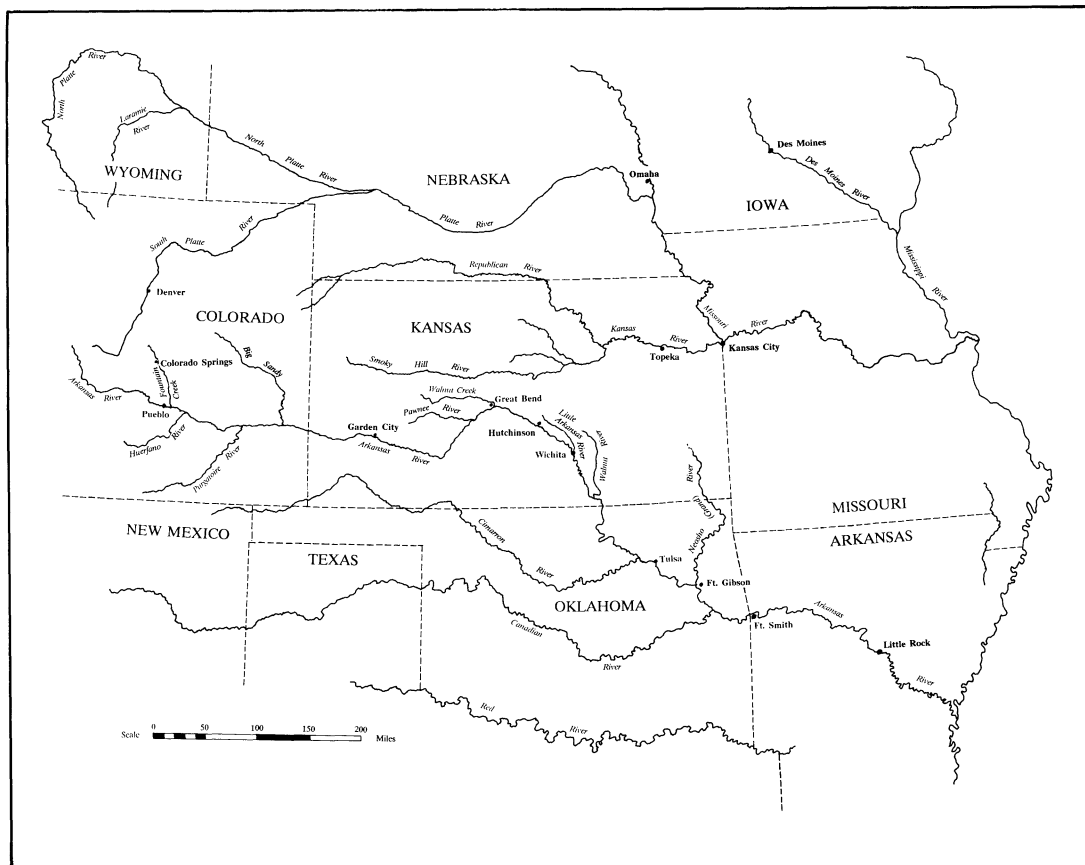 River
Platte
North
Laramie
River
WYOMING
North
Platte
River
NEBRASKA
Platte River
Omaha
Des Moines
Des Moines River
IOWA
Mississippi
River
South Platte
River
Denver
COLORADO
Republican River
KANSAS
Kansas
River
Topeka
Missouri
River
Kansas City
Colorado Springs
Fountain
Creek
Big
Sandy
Smoky Hill River
Walnut Creek
Great Bend
Pawnee River
Arkansas
River
Pueblo
Huerfano
River
Purgatoire
River
Garden City
Arkansas
River
Hutchinson
Little
Arkansas
River
Wichita
Walnut
River
River
(Grand)
Neosho
MISSOURI
ARKANSAS
NEW MEXICO
TEXAS
Cimarron
River
Tulsa
Ft. Gibson
OKLAHOMA
Canadian
River
Ft. Smith
Arkansas
Little Rock
River
Red
River
Scale
0 50 100 150 200
Miles